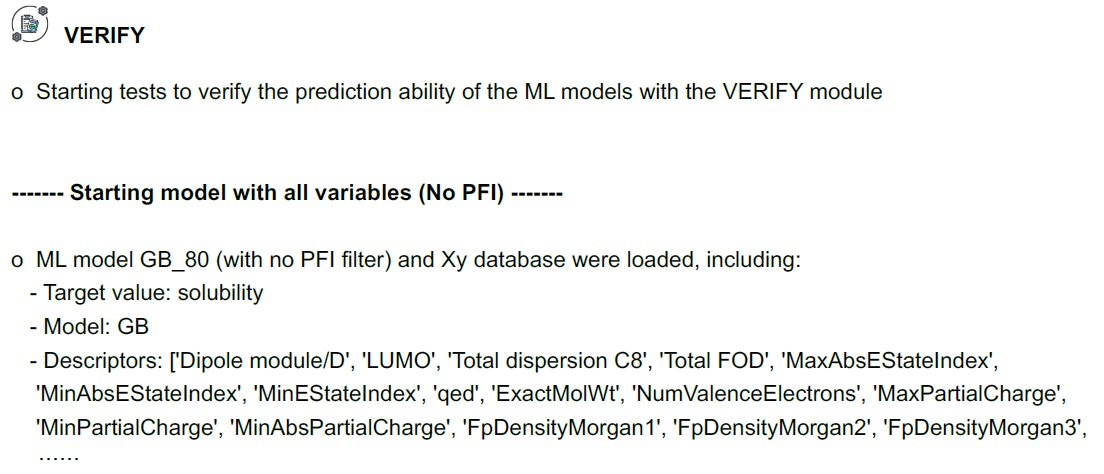 VERIFY
o Starting tests to verify the prediction ability of the ML models with the VERIFY module
------- Starting model with all variables (No PFI) -------
o ML model GB_80 (with no PFI filter) and Xy database were loaded, including:
- Target value: solubility
- Model: GB
- Descriptors: ['Dipole module/D', 'LUMO', 'Total dispersion C8', 'Total FOD', 'MaxAbsEStateIndex',
'MinAbsEStateIndex', 'MinEStateIndex', 'qed', 'ExactMolWt', 'NumValenceElectrons', 'MaxPartialCharge',
'MinPartialCharge', 'MinAbsPartialCharge', 'FpDensityMorgan1', 'FpDensityMorgan2', 'FpDensityMorgan3',
......